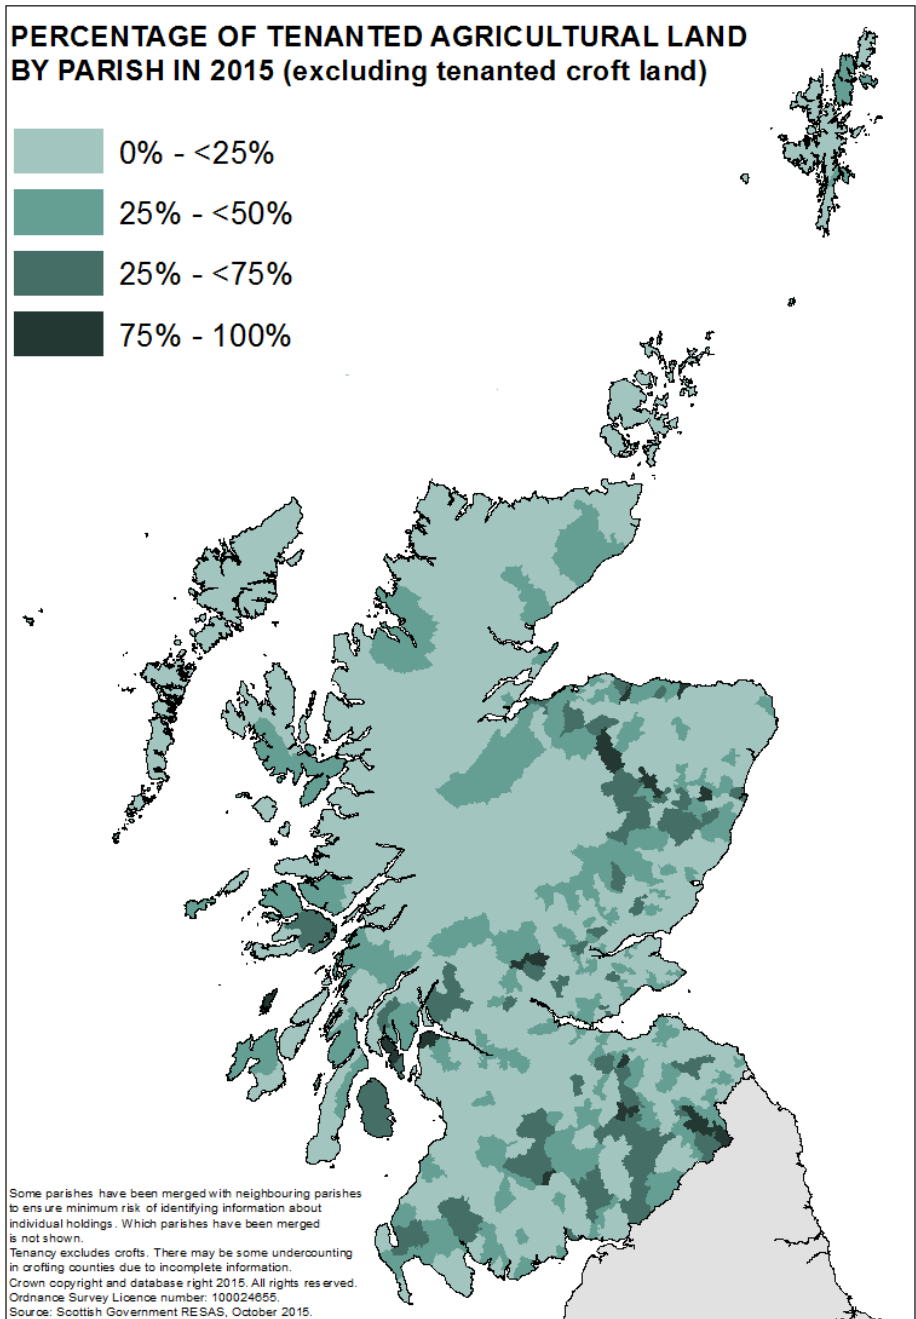 PERCENTAGE OF TENANTED AGRICULTURAL LAND
BY PARISH IN 2015 (excluding tenanted croft land)
0% - <25%
25% - <50%
25% - <75%
75% - 100%
Some parishes have been merged with neighbouring parishes
to ensure minimum risk of identifying information about
individual holdings. Which parishes have been merged
is not shown.
Tenancy excludes crofts. There may be some undercounting
in crofting counties due to incomplete information.
Crown copyright and database right 2015. All rights reserved.
Ordnance Survey Licence number: 100024655.
Source: Scottish Government RESAS, October 2015.